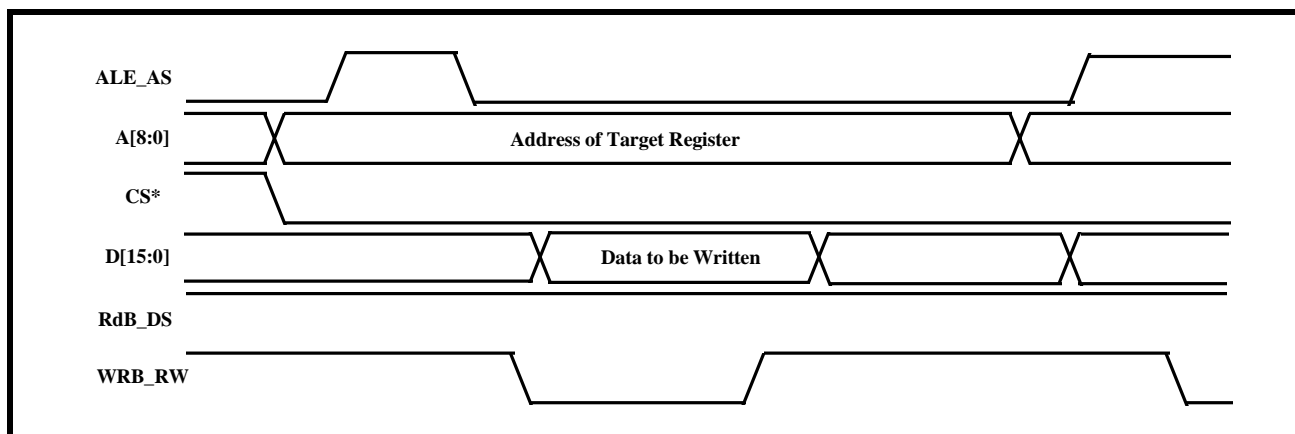 ALE_AS
A[8:0]
Address of Target Register
CS*
D[15:0]
Data to be Written
RdB_DS
WRB_RW